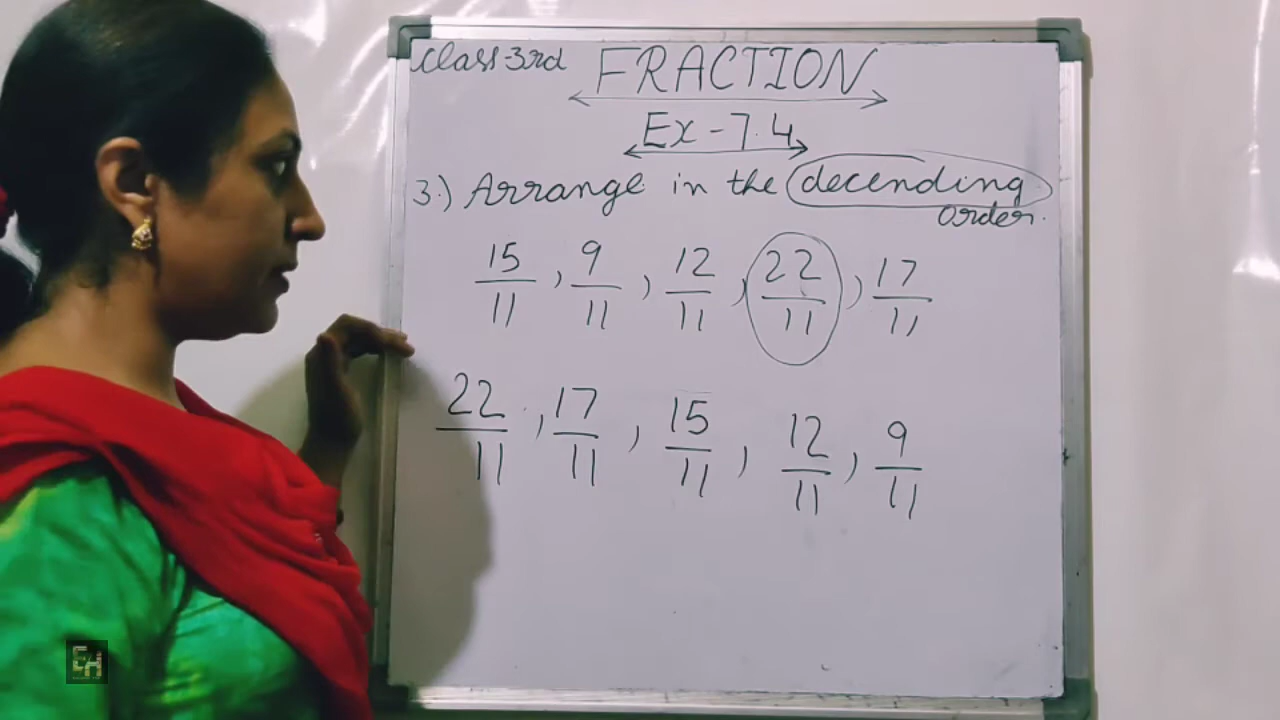 Class-3rd FRACTION
Ex-7.4
3.) Arrange in the decending
order.
15/11, 9/11, 12/11, 22/11, 17/11
22/11, 17/11, 15/11, 12/11, 9/11